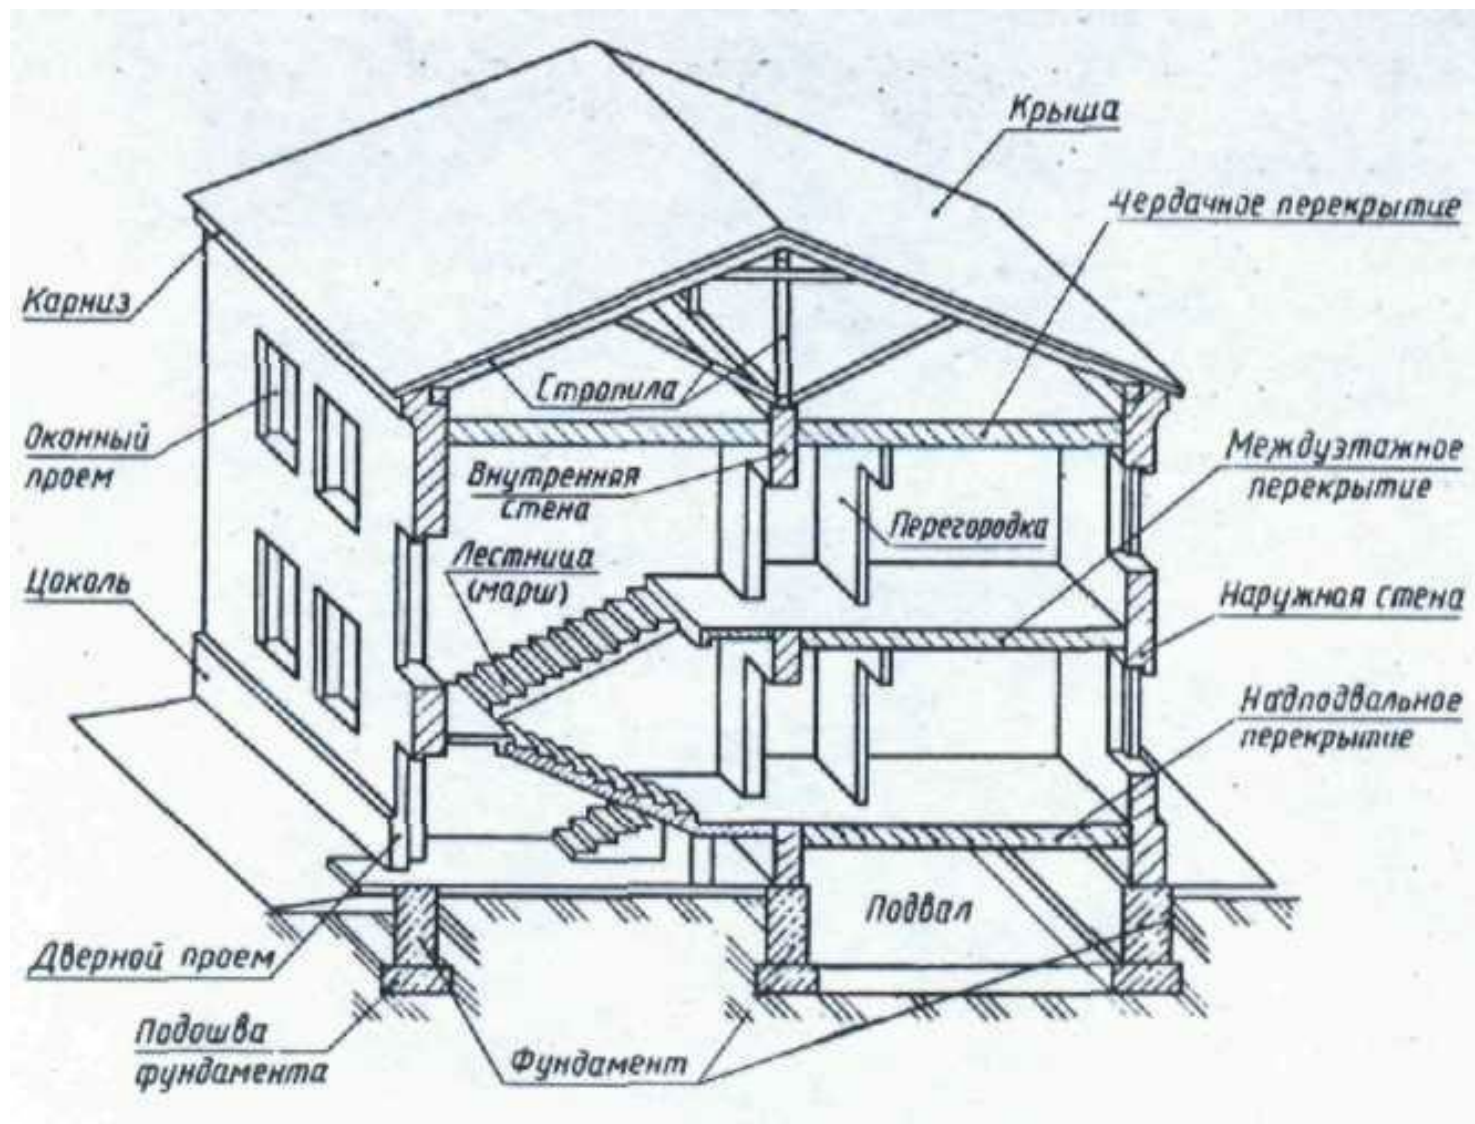 Крыша
Чердачное перекрытие
Карниз
Стропила
Оконный
проем
Внутренняя
стена
Междуэтажное
перекрытие
Перегородка
Лестница
(марш)
Цоколь
Наружная стена
Надподвальное
перекрытие
Подвал
Дверной проем
Подошва
фундамента
Фундамент